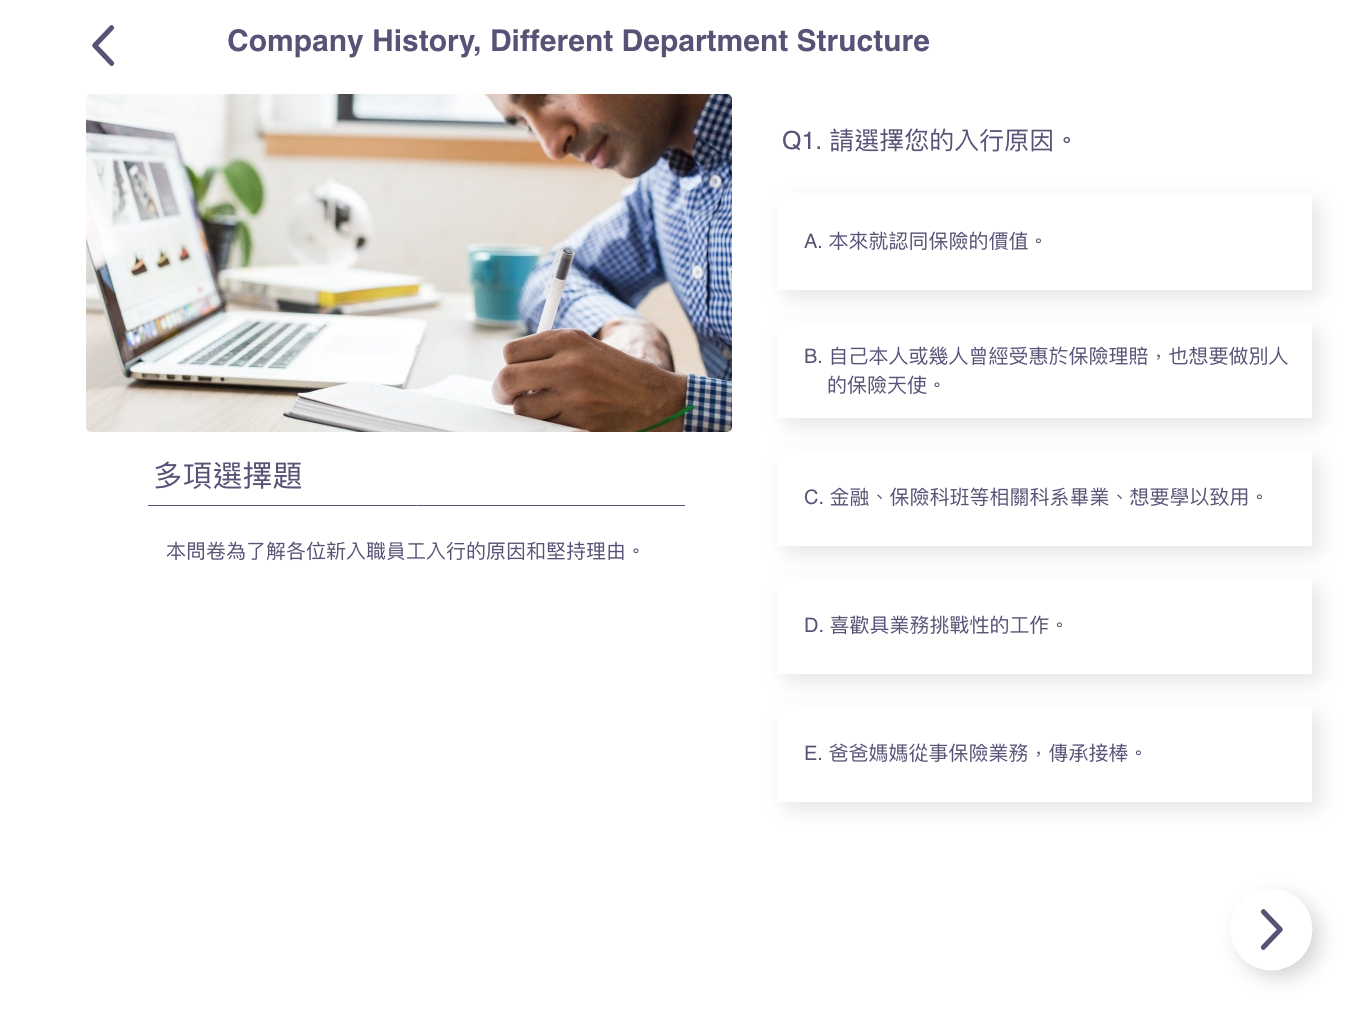 Company History, Different Department Structure
多項選擇題
本問卷為了解各位新入職員工入行的原因和堅持理由。
Q1. 請選擇您的入行原因。
A. 本來就認同保險的價值。
B. 自己本人或幾人曾經受惠於保險理賠，也想要做別人
的保險天使。
C. 金融、保險科班等相關科系畢業、想要學以致用。
D. 喜歡具業務挑戰性的工作。
E. 爸爸媽媽從事保險業務，傳承接棒。